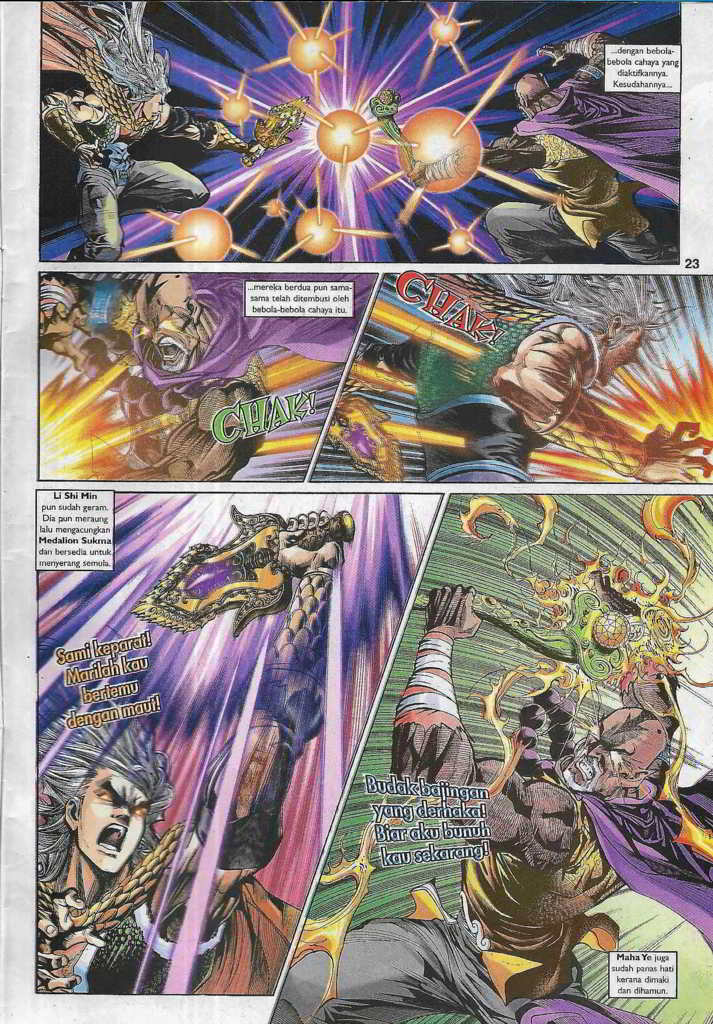 ...dengan bebola-
bebola cahaya yang
diaktifkannya.
Kesudahannya...
23
...mereka berdua pun sama-
sama telah ditembusi oleh
bebola-bebola cahaya itu.
CHAK!
CHAK!
Li Shi Min
pun sudah geram.
Dia pun meraung
lalu mengacungkan
Medalion Sukma
dan bersedia untuk
menyerang semula.
Sami keparat!
Marilah kau
bertemu
dengan maut!
Budak bajingan
yang derhaka!
Biar aku bunuh
kau sekarang!
Maha Ye juga
sudah panas hati
kerana dimaki
dan dihamun.